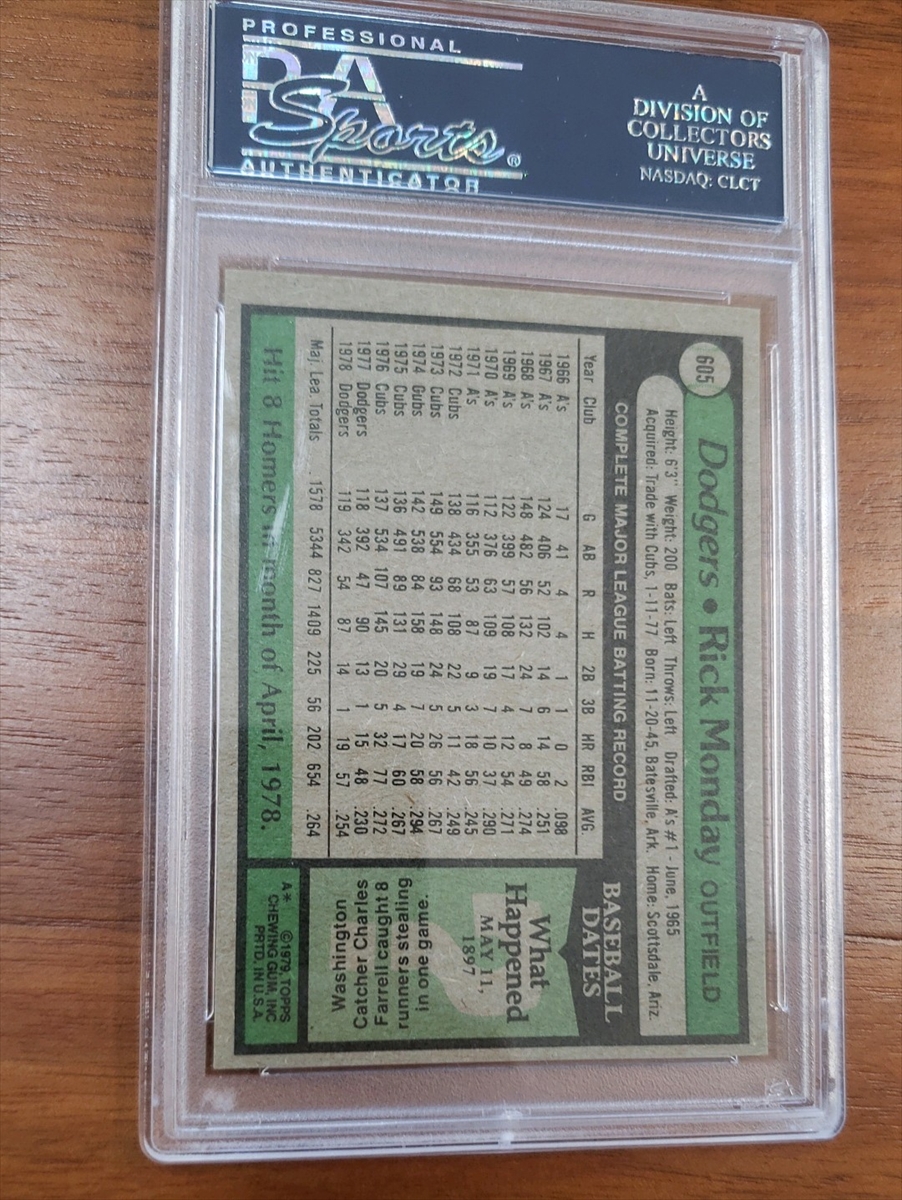 PROFESSIONAL
PSA
Sports®
AUTHENTICATOR
A
DIVISION OF
COLLECTORS
UNIVERSE
NASDAQ: CLCT
605
Dodgers • Rick Monday OUTFIELD
Height: 6'3" Weight: 200 Bats: Left Throws: Left Drafted: A's #1 - June, 1965
Acquired: Trade with Cubs, 1-11-77 Born: 11-20-45, Batesville, Ark. Home: Scottsdale, Ariz.
COMPLETE MAJOR LEAGUE BATTING RECORD
Year Club G AB R H 2B 3B HR RBI AVG.
1966 A's 17 41 4 4 1 1 0 2 .098
1967 A's 124 406 52 102 14 6 14 58 .251
1968 A's 148 482 56 132 24 7 8 49 .274
1969 A's 122 399 57 108 17 4 12 54 .271
1970 A's 112 376 63 109 19 7 10 37 .290
1971 A's 116 355 53 87 9 3 18 56 .245
1972 Cubs 138 434 68 108 22 5 11 42 .249
1973 Cubs 149 554 93 148 24 5 26 56 .267
1974 Cubs 142 538 84 158 19 7 20 58 .294
1975 Cubs 136 491 89 131 29 4 17 60 .267
1976 Cubs 137 534 107 145 20 5 32 77 .272
1977 Dodgers 118 392 47 90 13 1 15 48 .230
1978 Dodgers 119 342 54 87 14 1 19 57 .254
Maj. Lea. Totals 1578 5344 827 1409 225 56 202 654 .264
Hit 8 Homers in month of April, 1978.
BASEBALL
DATES
What
Happened
MAY 11,
1897
Washington
Catcher Charles
Farrell caught 8
runners stealing
in one game.
A* ©1979, TOPPS
CHEWING GUM, INC
PRTD. IN U.S.A.